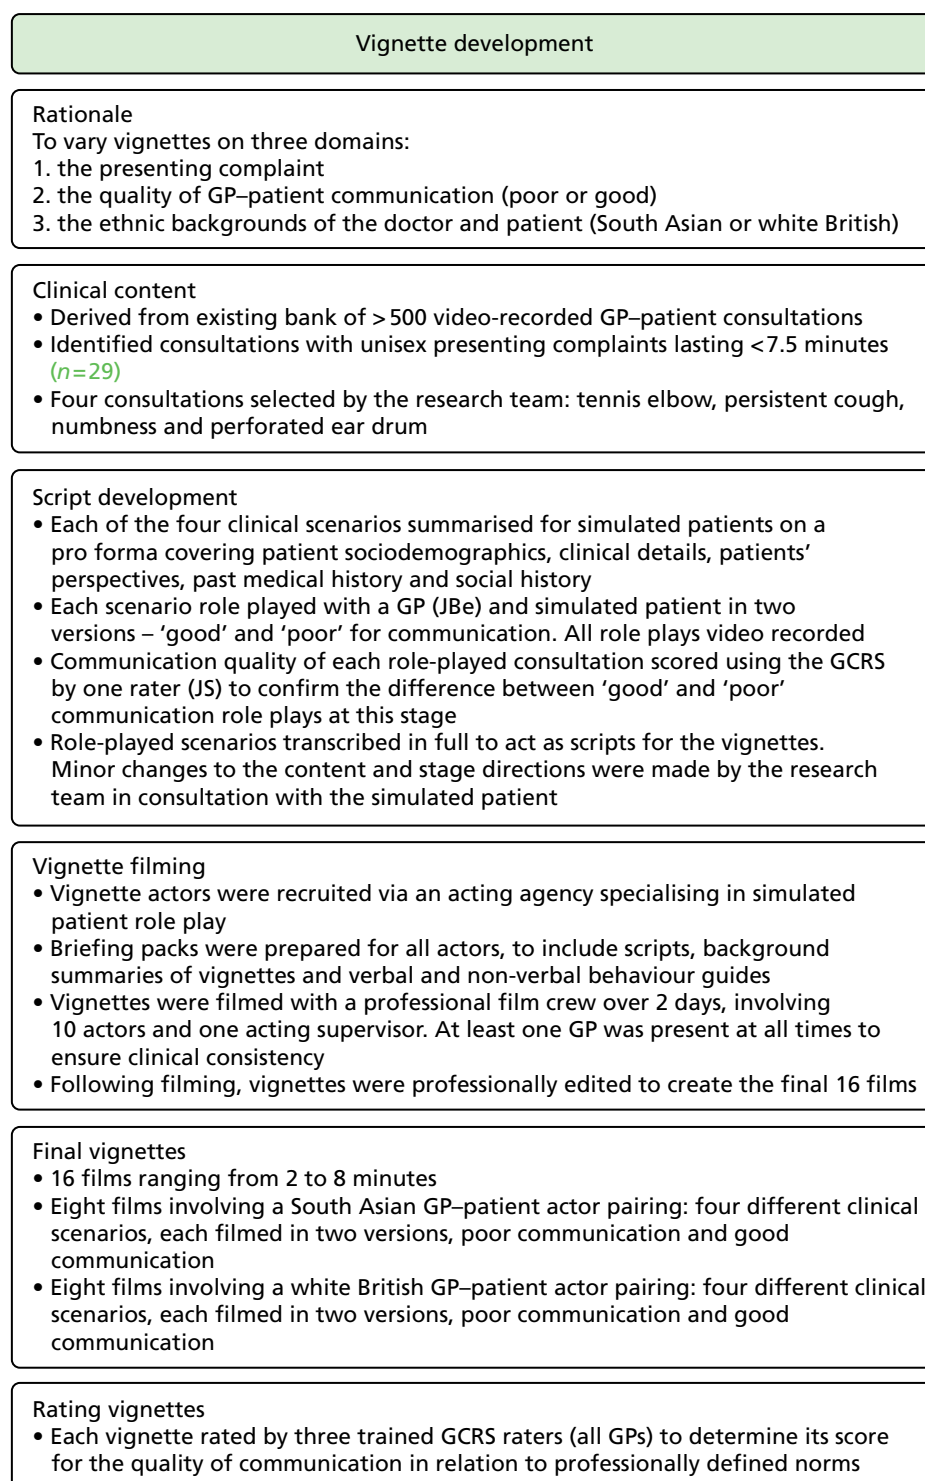 Vignette development
Rationale
To vary vignettes on three domains:
1. the presenting complaint
2. the quality of GP–patient communication (poor or good)
3. the ethnic backgrounds of the doctor and patient (South Asian or white British)
Clinical content
• Derived from existing bank of >500 video-recorded GP–patient consultations
• Identified consultations with unisex presenting complaints lasting <7.5 minutes
(n=29)
• Four consultations selected by the research team: tennis elbow, persistent cough,
numbness and perforated ear drum
Script development
• Each of the four clinical scenarios summarised for simulated patients on a
pro forma covering patient sociodemographics, clinical details, patients’
perspectives, past medical history and social history
• Each scenario role played with a GP (JBe) and simulated patient in two
versions – ‘good’ and ‘poor’ for communication. All role plays video recorded
• Communication quality of each role-played consultation scored using the GCRS
by one rater (JS) to confirm the difference between ‘good’ and ‘poor’
communication role plays at this stage
• Role-played scenarios transcribed in full to act as scripts for the vignettes.
Minor changes to the content and stage directions were made by the research
team in consultation with the simulated patient
Vignette filming
• Vignette actors were recruited via an acting agency specialising in simulated
patient role play
• Briefing packs were prepared for all actors, to include scripts, background
summaries of vignettes and verbal and non-verbal behaviour guides
• Vignettes were filmed with a professional film crew over 2 days, involving
10 actors and one acting supervisor. At least one GP was present at all times to
ensure clinical consistency
• Following filming, vignettes were professionally edited to create the final 16 films
Final vignettes
• 16 films ranging from 2 to 8 minutes
• Eight films involving a South Asian GP–patient actor pairing: four different clinical
scenarios, each filmed in two versions, poor communication and good
communication
• Eight films involving a white British GP–patient actor pairing: four different clinical
scenarios, each filmed in two versions, poor communication and good
communication
Rating vignettes
• Each vignette rated by three trained GCRS raters (all GPs) to determine its score
for the quality of communication in relation to professionally defined norms